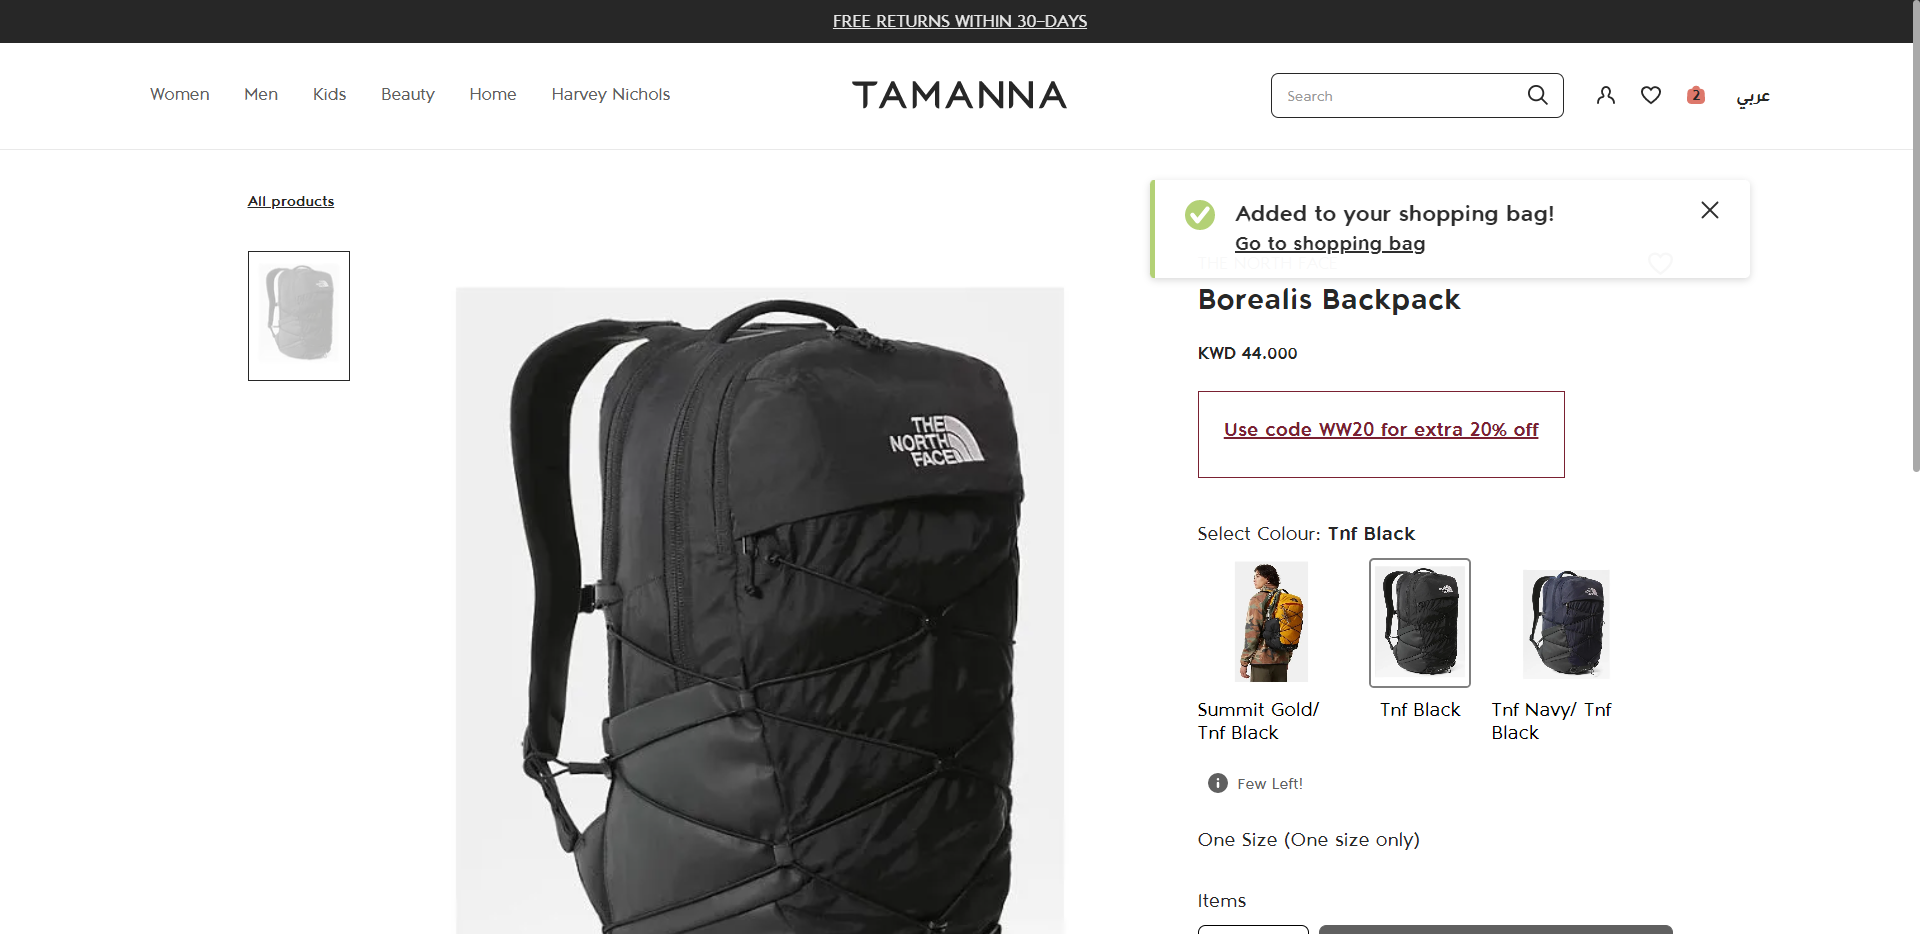 FREE RETURNS WITHIN 30-DAYS
Women Men Kids Beauty Home Harvey Nichols
TAMANNA
Search
2
عربي
All products
Added to your shopping bag!
Go to shopping bag
THE NORTH FACE
Borealis Backpack
KWD 44.000
Use code WW20 for extra 20% off
THE
NORTH
FACE
Select Colour: Tnf Black
Summit Gold/
Tnf Black
Tnf Black
Tnf Navy/ Tnf
Black
Few Left!
One Size (One size only)
Items